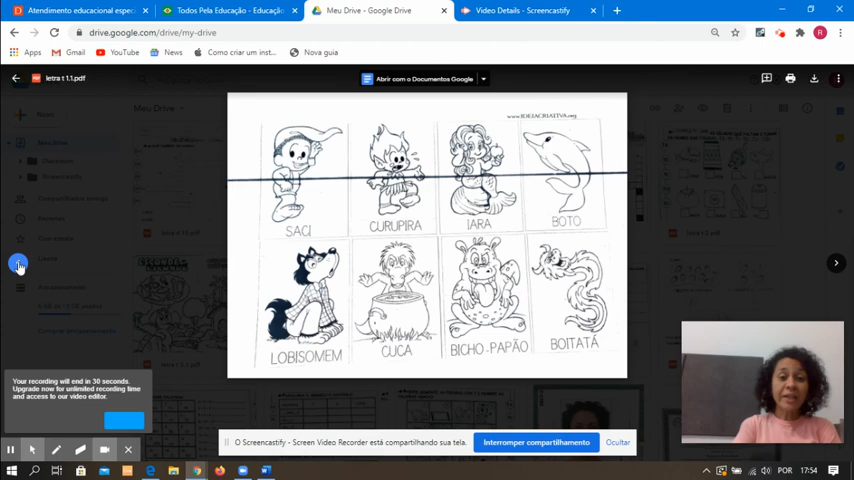 Atendimento educacional espec
Todos Pela Educação - Educação
Meu Drive - Google Drive
Video Details - Screencastify
drive.google.com/drive/my-drive
R
Apps
Gmail
YouTube
News
Como criar um inst...
Nova guia
letra t 1.1.pdf
Abrir com o Documentos Google
Meu Drive
www.IDEIACRIATIVA.org
SACI
CURUPIRA
IARA
BOTO
LOBISOMEM
CUCA
BICHO-PAPÃO
BOITATÁ
Your recording will end in 30 seconds.
Upgrade now for unlimited recording time
and access to our video editor.
O Screencastify - Screen Video Recorder está compartilhando sua tela.
Interromper compartilhamento
Ocultar
POR
17:54